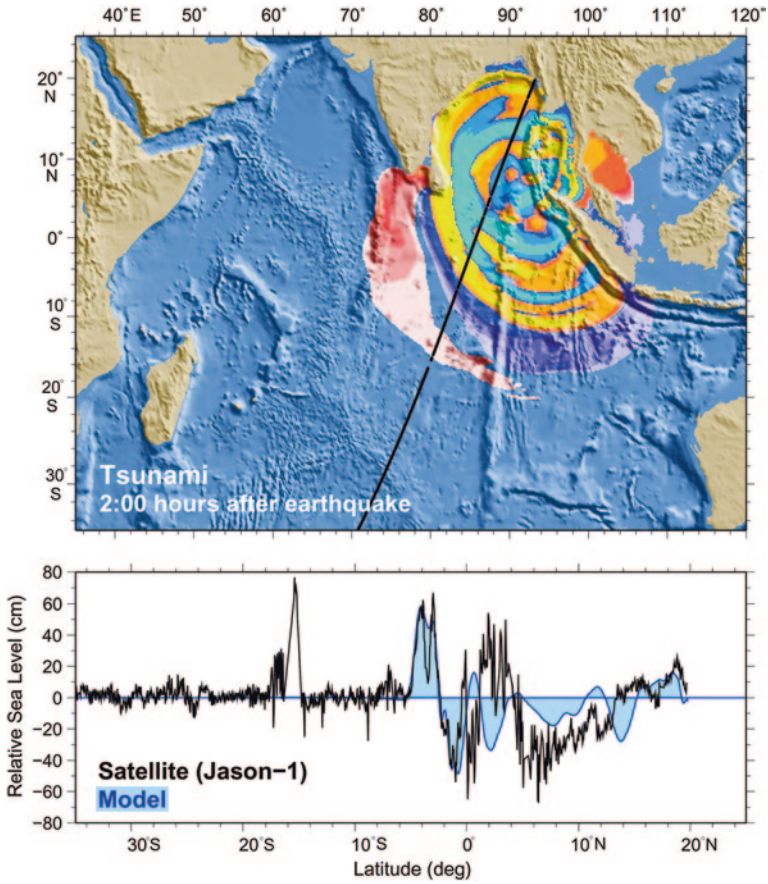 40°E 50° 60° 70° 80° 90° 100° 110° 120°
20°
N
10°
N
0°
10°
S
20°
S
30°
S
Tsunami
2:00 hours after earthquake
80
60
40
20
0
−20
−40
−60
−80
Relative Sea Level (cm)
Satellite (Jason−1)
Model
30°S 20°S 10°S 0° 10°N 20°N
Latitude (deg)